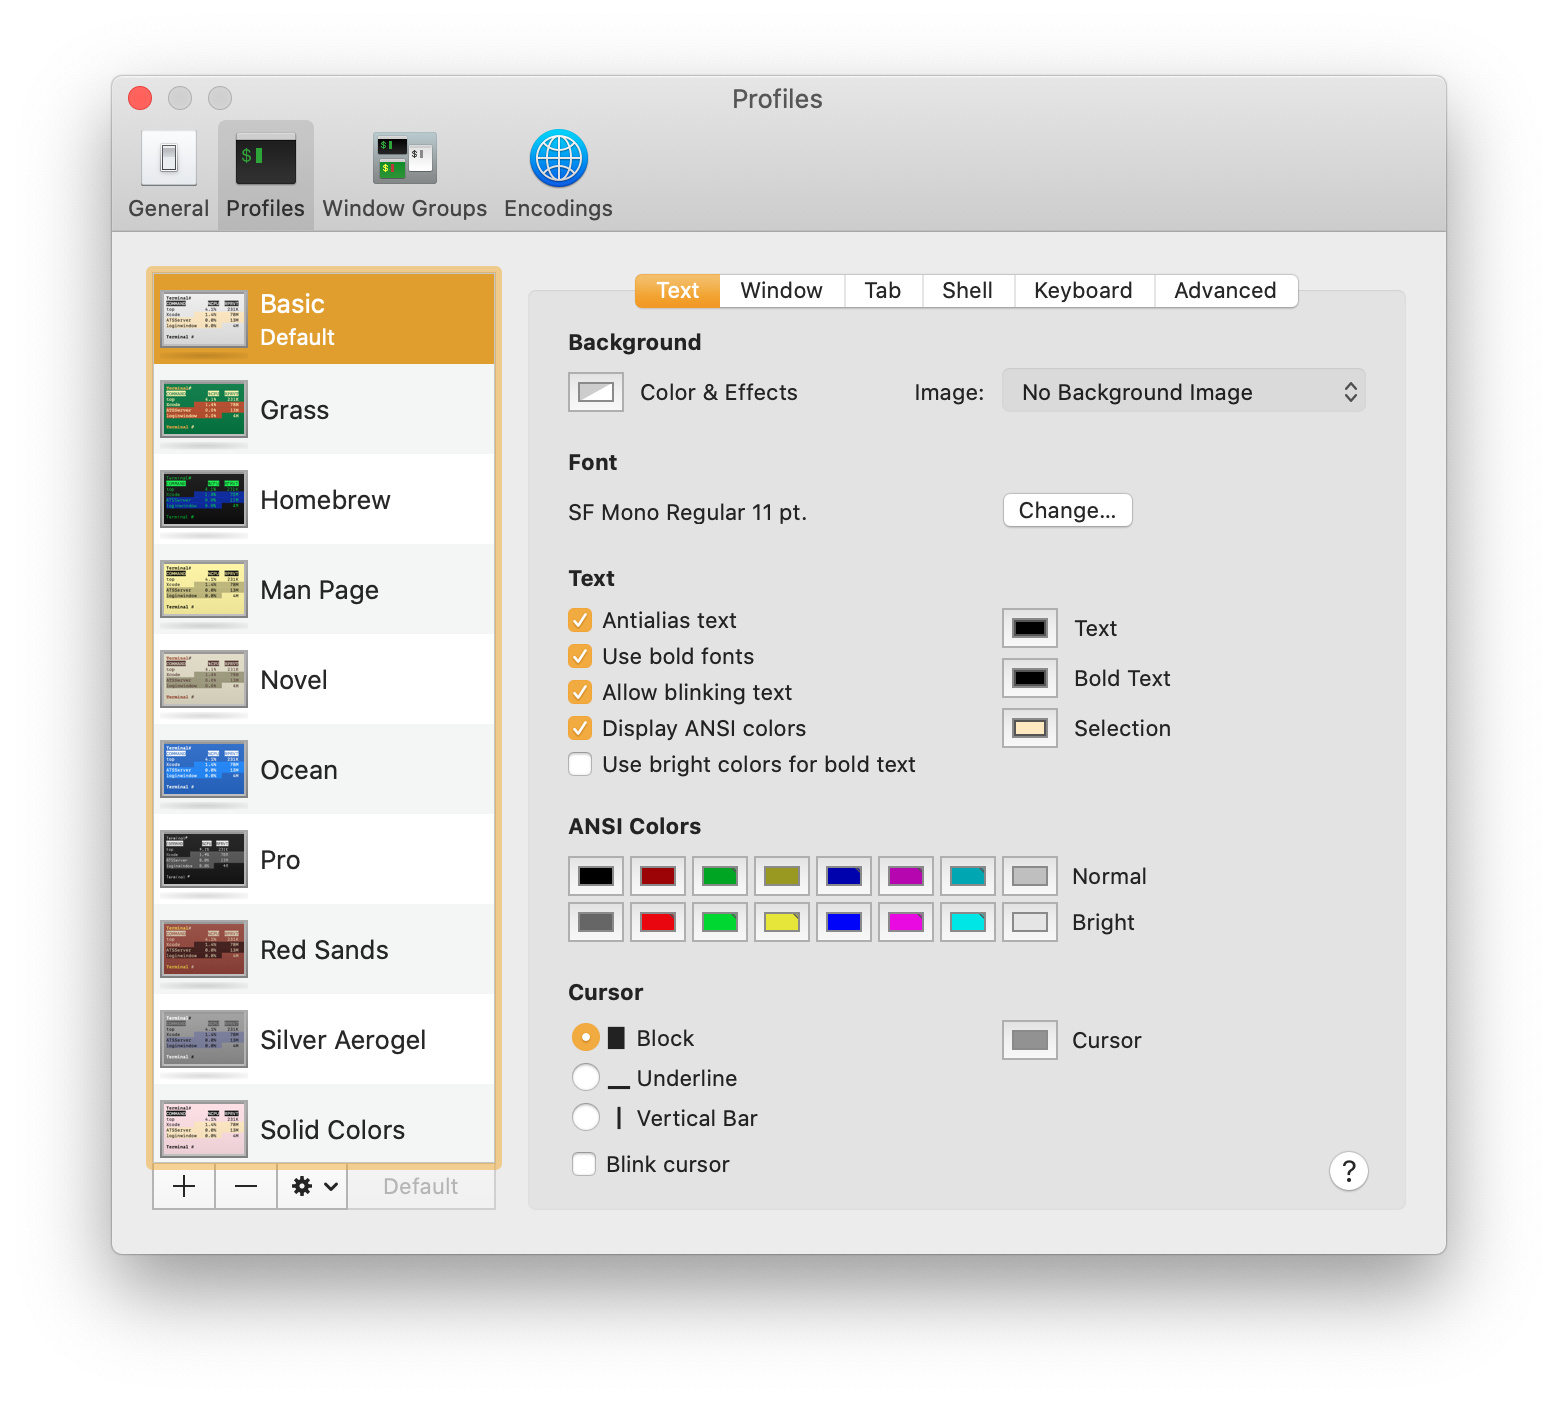 Profiles
General
Profiles
Window Groups
Encodings
Basic
Default
Grass
Homebrew
Man Page
Novel
Ocean
Pro
Red Sands
Silver Aerogel
Solid Colors
Default
Text
Window
Tab
Shell
Keyboard
Advanced
Background
Color & Effects
Image:
No Background Image
Font
SF Mono Regular 11 pt.
Change...
Text
Antialias text
Use bold fonts
Allow blinking text
Display ANSI colors
Use bright colors for bold text
Text
Bold Text
Selection
ANSI Colors
Normal
Bright
Cursor
Block
Underline
Vertical Bar
Blink cursor
Cursor
?